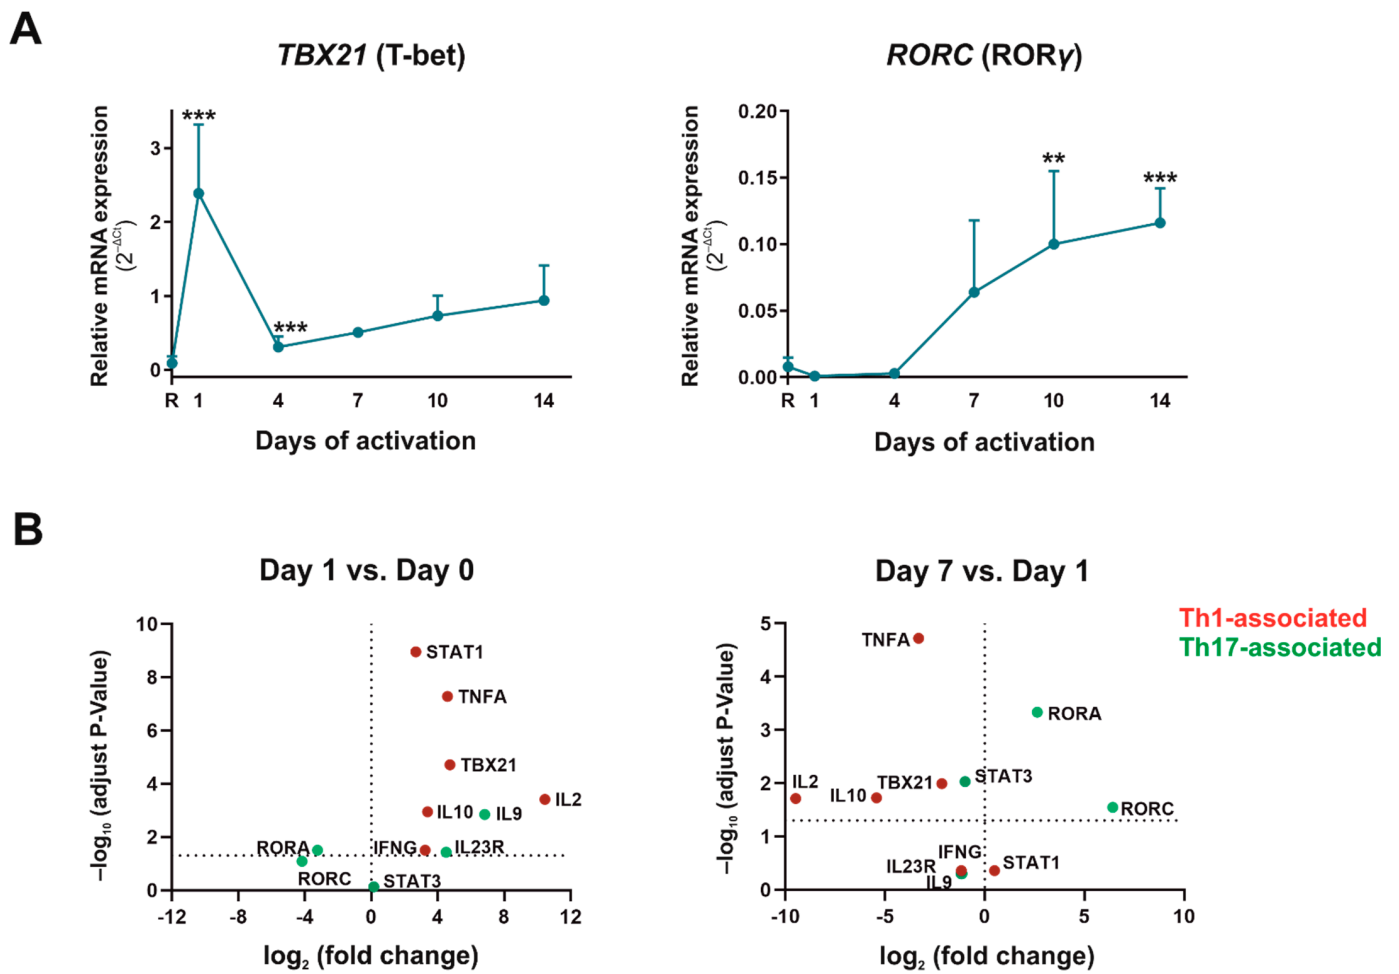 A
TBX21 (T-bet)
Relative mRNA expression
(2^−ΔCt)
3
2
1
0
***
***
R 1 4 7 10 14
Days of activation
RORC (RORγ)
Relative mRNA expression
(2^−ΔCt)
0.20
0.15
0.10
0.05
0.00
**
***
R 1 4 7 10 14
Days of activation
B
Day 1 vs. Day 0
−log₁₀ (adjust P-Value)
10
8
6
4
2
0
STAT1
TNFA
TBX21
IL2
IL10
IL9
RORA
IFNG
IL23R
RORC
STAT3
-12 -8 -4 0 4 8 12
log₂ (fold change)
Day 7 vs. Day 1
−log₁₀ (adjust P-Value)
5
4
3
2
1
0
TNFA
RORA
IL2
IL10
TBX21
STAT3
RORC
IFNG
IL23R
STAT1
IL9
-10 -5 0 5 10
log₂ (fold change)
Th1-associated
Th17-associated